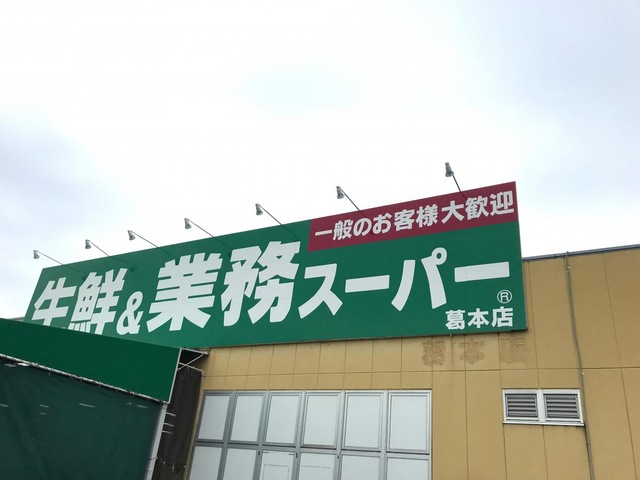 一般のお客様大歓迎
生鮮&業務スーパー
葛本店